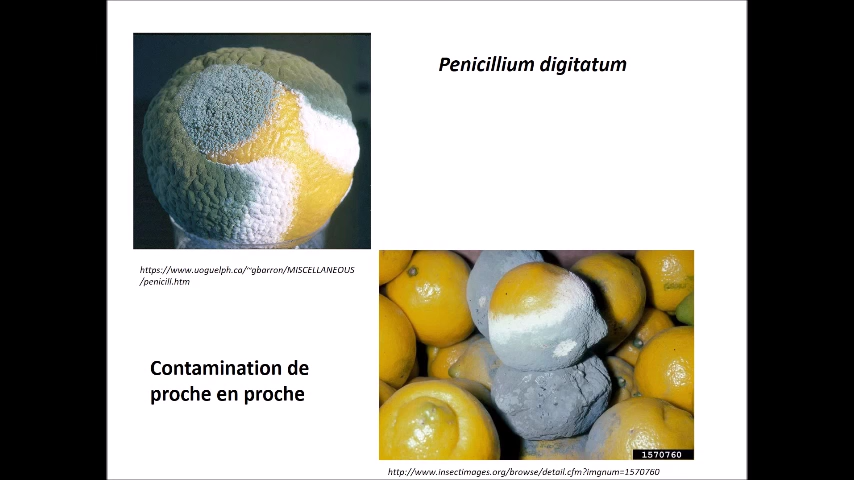 Penicillium digitatum
https://www.uoguelph.ca/~gbarron/MISCELLANEOUS
/penicill.htm
Contamination de
proche en proche
1570760
http://www.insectimages.org/browse/detail.cfm?imgnum=1570760